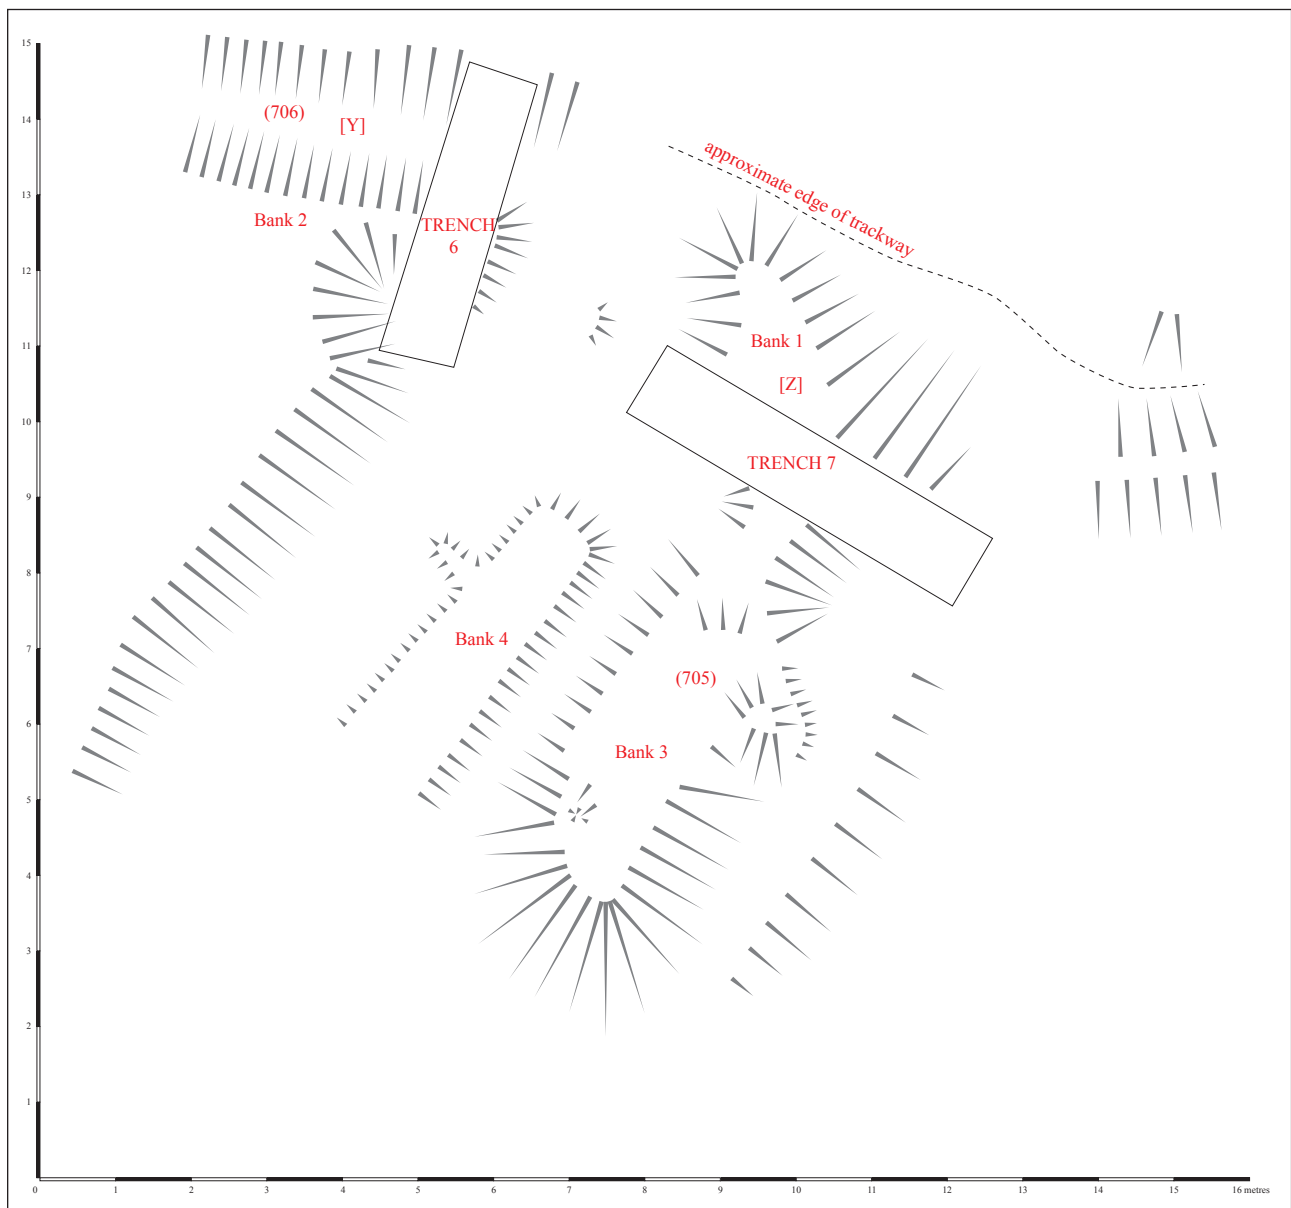 15
14
(706)
[Y]
approximate edge of trackway
13
Bank 2
TRENCH
6
12
11
Bank 1
[Z]
10
TRENCH 7
9
8
Bank 4
7
(705)
6
Bank 3
5
4
3
2
1
0 1 2 3 4 5 6 7 8 9 10 11 12 13 14 15 16 metres